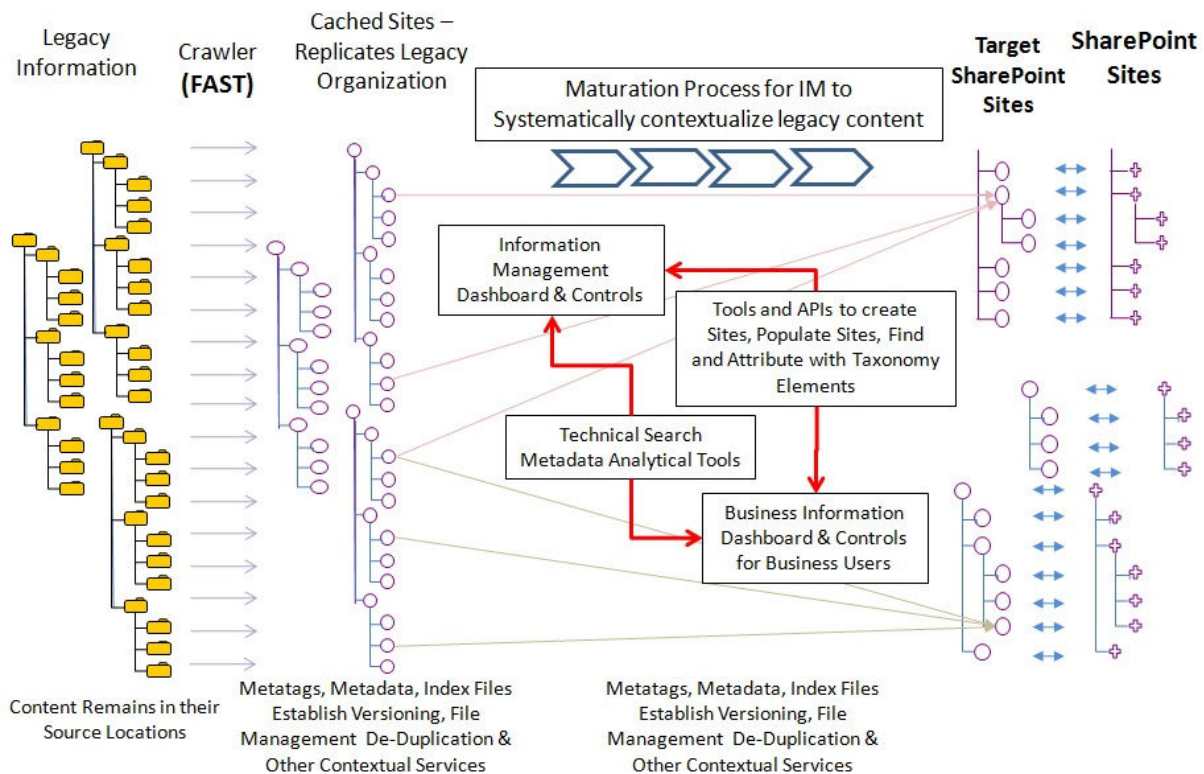 Legacy
Information
Crawler
(FAST)
Cached Sites –
Replicates Legacy
Organization
Maturation Process for IM to
Systematically contextualize legacy content
Target
SharePoint
Sites
SharePoint
Sites
Information
Management
Dashboard & Controls
Tools and APIs to create
Sites, Populate Sites, Find
and Attribute with Taxonomy
Elements
Technical Search
Metadata Analytical Tools
Business Information
Dashboard & Controls
for Business Users
Content Remains in their
Source Locations
Metatags, Metadata, Index Files
Establish Versioning, File
Management De-Duplication &
Other Contextual Services
Metatags, Metadata, Index Files
Establish Versioning, File
Management De-Duplication &
Other Contextual Services